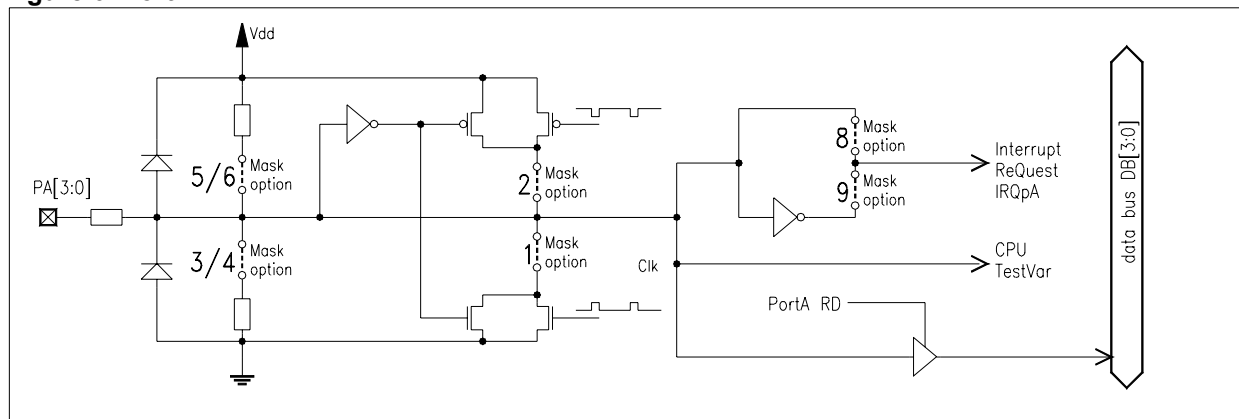 Vdd
PA[3:0]
5/6
Mask
option
3/4
Mask
option
2
Mask
option
1
Mask
option
Clk
8
Mask
option
9
Mask
option
Interrupt
ReQuest
IRQpA
CPU
TestVar
PortA RD
data bus DB[3:0]